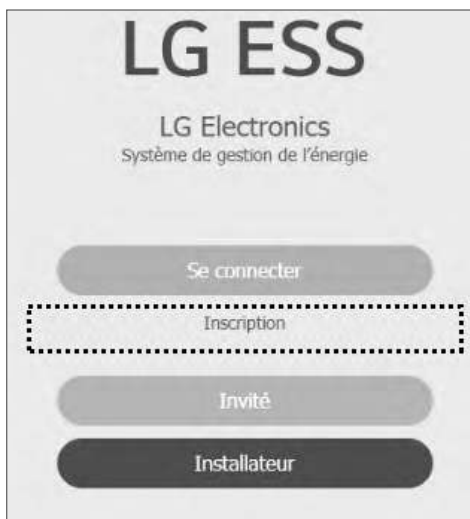 LG ESS
LG Electronics
Système de gestion de l'énergie
Se connecter
Inscription
Invité
Installateur